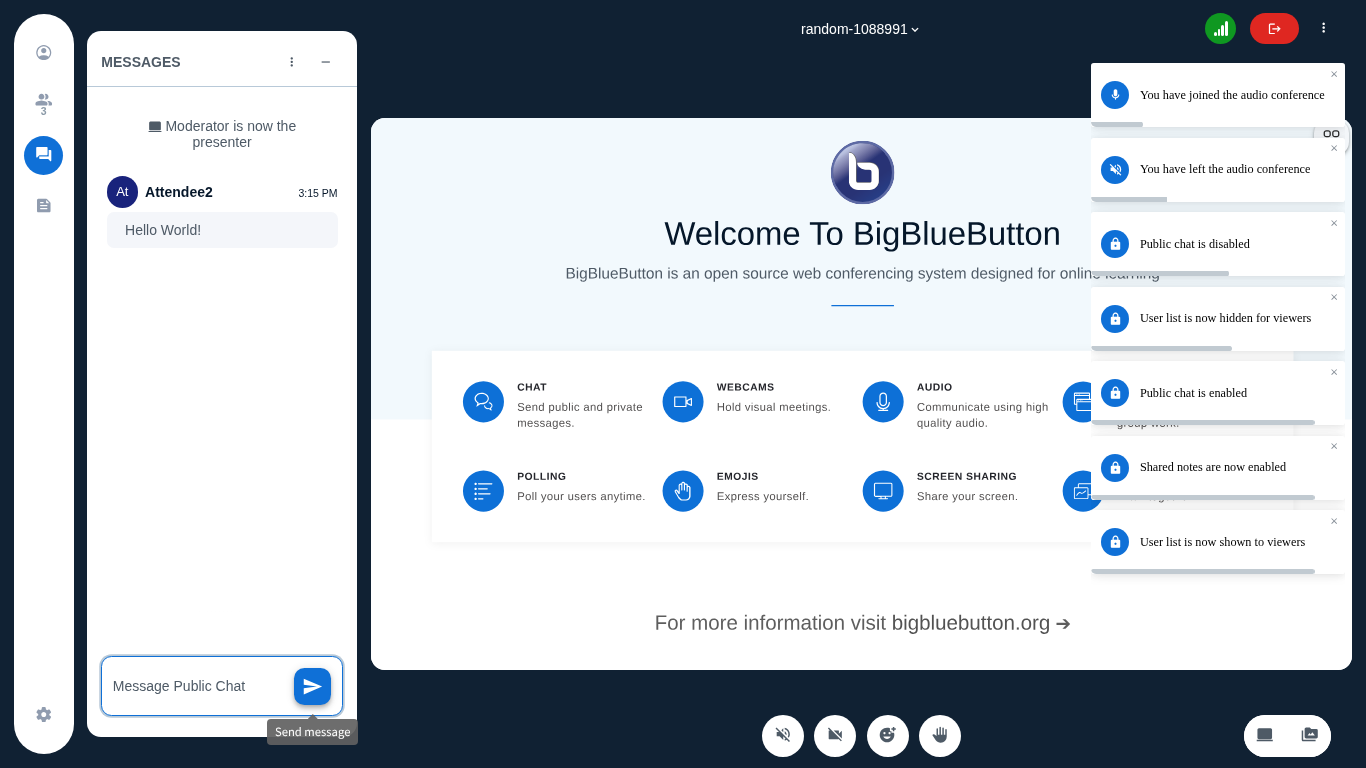 random-1088991
3
MESSAGES
Moderator is now the
presenter
At
Attendee2
3:15 PM
Hello World!
Message Public Chat
Send message
Welcome To BigBlueButton
BigBlueButton is an open source web conferencing system designed for online learning
CHAT
Send public and private
messages.
WEBCAMS
Hold visual meetings.
AUDIO
Communicate using high
quality audio.
group work.
POLLING
Poll your users anytime.
EMOJIS
Express yourself.
SCREEN SHARING
Share your screen.
For more information visit bigbluebutton.org ➔
You have joined the audio conference
×
You have left the audio conference
×
Public chat is disabled
×
User list is now hidden for viewers
×
Public chat is enabled
×
Shared notes are now enabled
×
User list is now shown to viewers
×